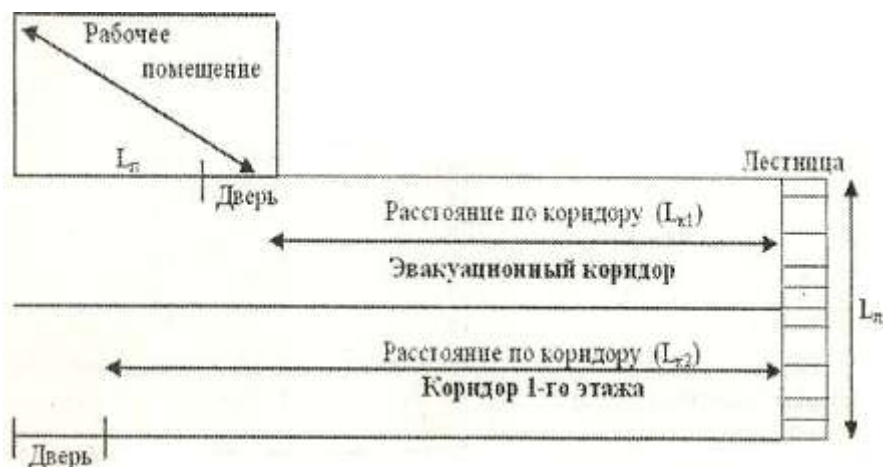 Рабочее
помещение
Lп
Дверь
Лестница
Расстояние по коридору (Lк1)
Эвакуационный коридор
Lл
Расстояние по коридору (Lк2)
Коридор 1-го этажа
Дверь